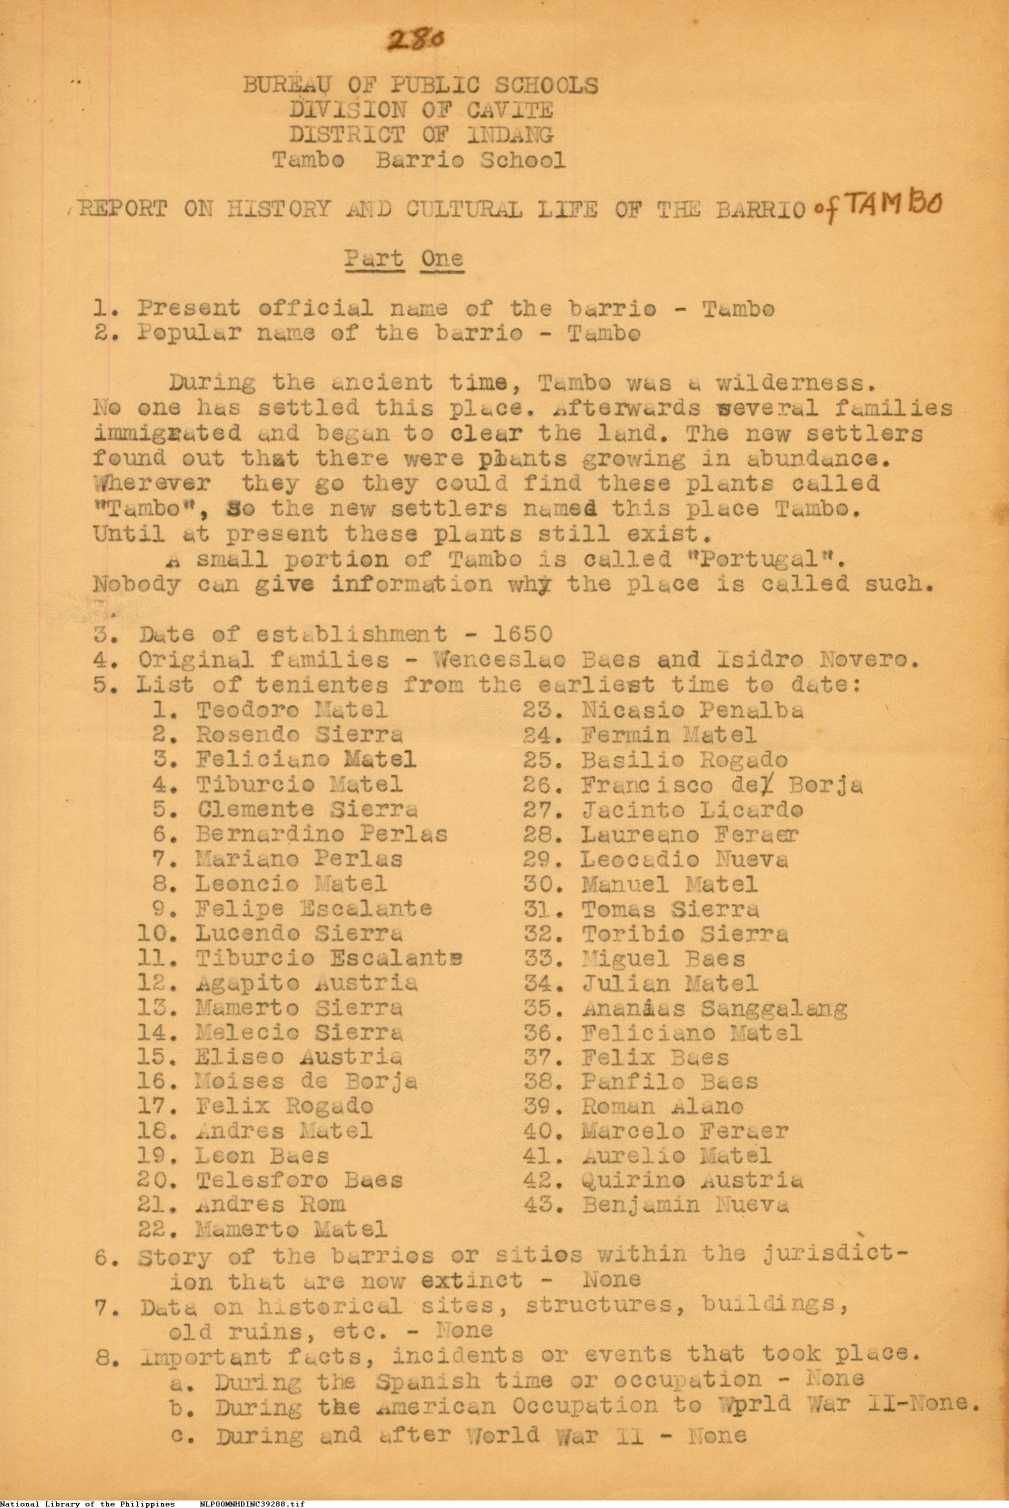 280
BUREAU OF PUBLIC SCHOOLS
DIVISION OF CAVITE
DISTRICT OF INDANG
Tambo Barrio School
REPORT ON HISTORY AND CULTURAL LIFE OF THE BARRIO of TAMBO
Part One
1. Present official name of the barrio - Tambo
2. Popular name of the barrio - Tambo
During the ancient time, Tambo was a wilderness.
No one has settled this place. Afterwards several families
immigrated and began to clear the land. The new settlers
found out that there were plants growing in abundance.
Wherever they go they could find these plants called
"Tambo", So the new settlers named this place Tambo.
Until at present these plants still exist.
A small portion of Tambo is called "Portugal".
Nobody can give information why the place is called such.
3. Date of establishment - 1650
4. Original families - Wenceslao Baes and Isidro Novero.
5. List of tenientes from the earliest time to date:
1. Teodoro Matel
2. Rosendo Sierra
3. Feliciano Matel
4. Tiburcio Matel
5. Clemente Sierra
6. Bernardino Perlas
7. Mariano Perlas
8. Leoncio Matel
9. Felipe Escalante
10. Lucendo Sierra
11. Tiburcio Escalante
12. Agapito Austria
13. Mamerto Sierra
14. Melecio Sierra
15. Eliseo Austria
16. Moises de Borja
17. Felix Rogado
18. Andres Matel
19. Leon Baes
20. Telesforo Baes
21. Andres Rom
22. Mamerto Matel
23. Nicasio Penalba
24. Fermin Matel
25. Basilio Rogado
26. Francisco de Borja
27. Jacinto Licardo
28. Laureano Feraer
29. Leocadio Nueva
30. Manuel Matel
31. Tomas Sierra
32. Toribio Sierra
33. Miguel Baes
34. Julian Matel
35. Ananias Sanggalang
36. Feliciano Matel
37. Felix Baes
38. Panfilo Baes
39. Roman Alano
40. Marcelo Feraer
41. Aurelio Matel
42. Quirino Austria
43. Benjamin Nueva
6. Story of the barrios or sitios within the jurisdict-
ion that are now extinct - None
7. Data on historical sites, structures, buildings,
old ruins, etc. - None
8. Important facts, incidents or events that took place.
a. During the Spanish time or occupation - None
b. During the American Occupation to Wprld War II-None.
c. During and after World War II - None
National Library of the Philippines NLPOOMNHDINC39280.tif